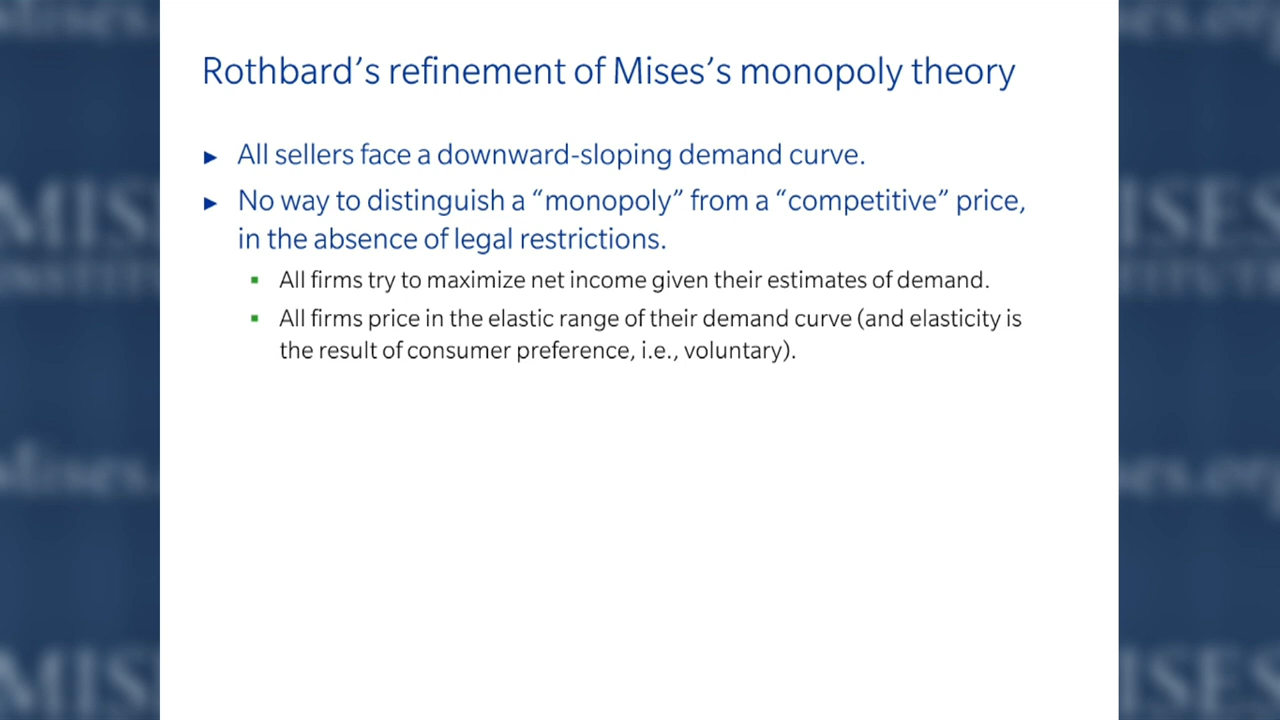 Rothbard’s refinement of Mises’s monopoly theory
► All sellers face a downward-sloping demand curve.
► No way to distinguish a “monopoly” from a “competitive” price,
in the absence of legal restrictions.
▪ All firms try to maximize net income given their estimates of demand.
▪ All firms price in the elastic range of their demand curve (and elasticity is
the result of consumer preference, i.e., voluntary).